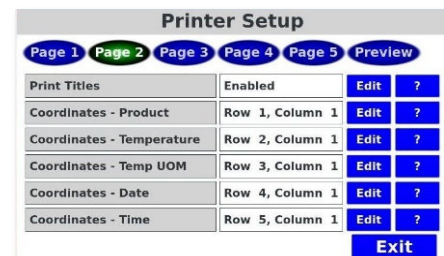 Printer Setup
Page 1 Page 2 Page 3 Page 4 Page 5 Preview
Print Titles Enabled Edit ?
Coordinates - Product Row 1, Column 1 Edit ?
Coordinates - Temperature Row 2, Column 1 Edit ?
Coordinates - Temp UOM Row 3, Column 1 Edit ?
Coordinates - Date Row 4, Column 1 Edit ?
Coordinates - Time Row 5, Column 1 Edit ?
Exit